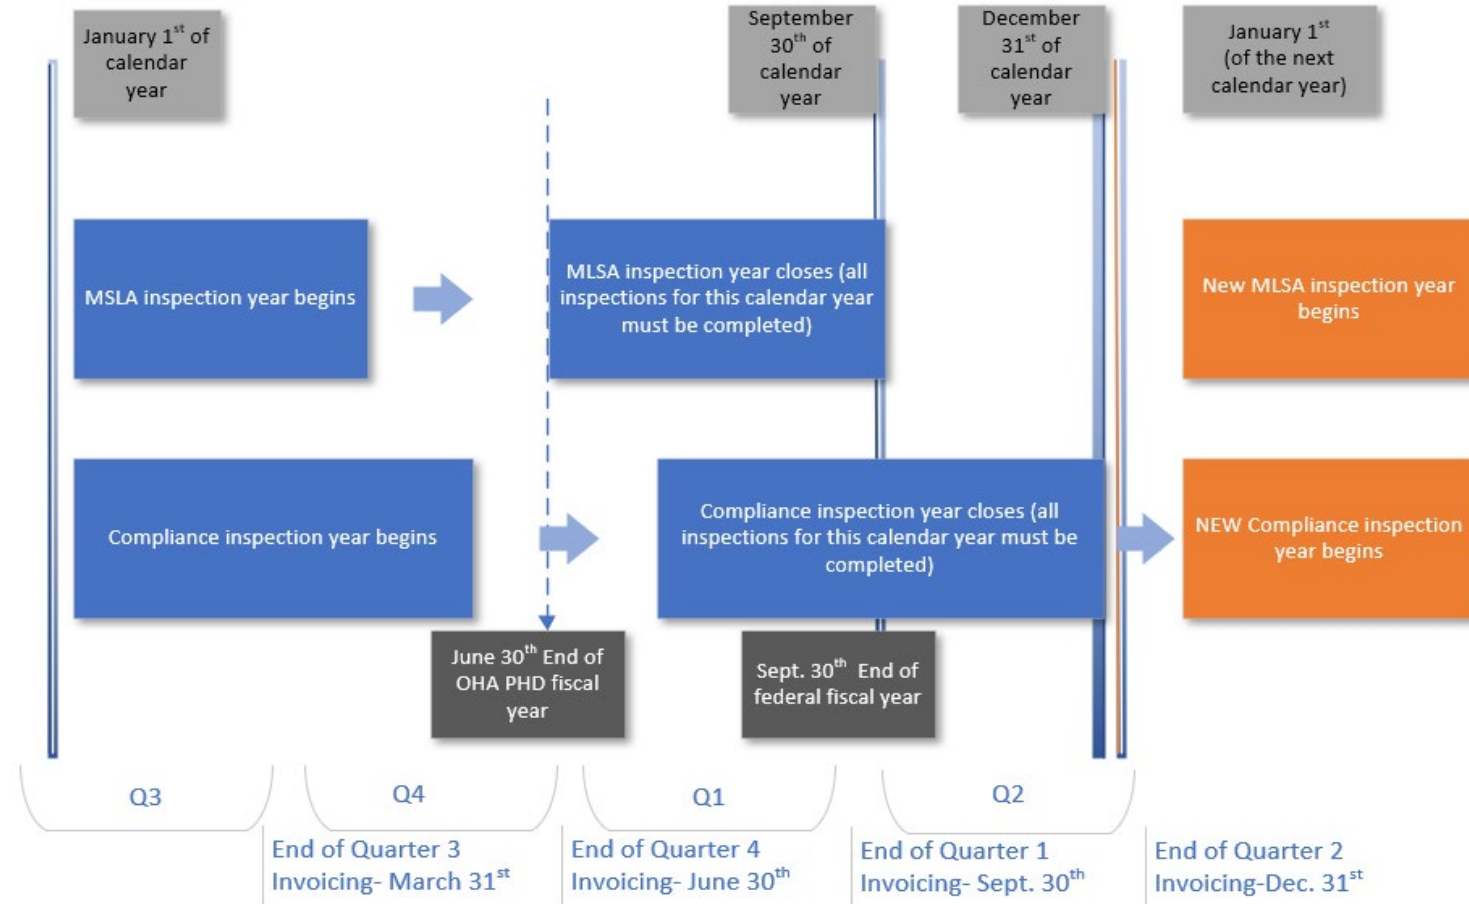 January 1st of
calendar
year
September
30th of
calendar
year
December
31st of
calendar
year
January 1st
(of the next
calendar year)
MSLA inspection year begins
MLSA inspection year closes (all
inspections for this calendar year
must be completed)
New MLSA inspection year
begins
Compliance inspection year begins
Compliance inspection year closes (all
inspections for this calendar year must be
completed)
NEW Compliance inspection
year begins
June 30th End of
OHA PHD fiscal
year
Sept. 30th End of
federal fiscal year
Q3
Q4
Q1
Q2
End of Quarter 3
Invoicing- March 31st
End of Quarter 4
Invoicing- June 30th
End of Quarter 1
Invoicing- Sept. 30th
End of Quarter 2
Invoicing-Dec. 31st